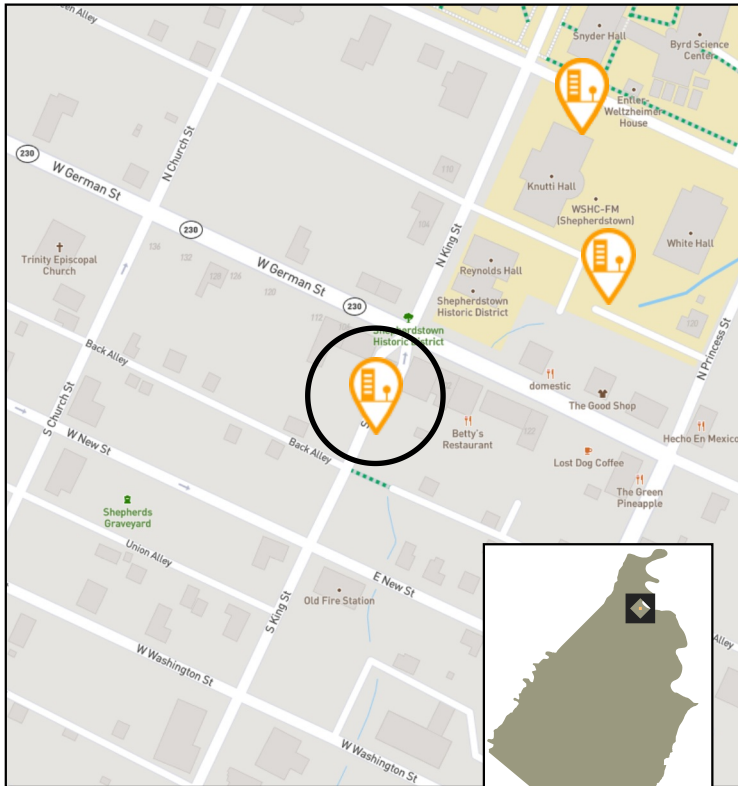 Snyder Hall
Byrd Science
Center
Entler-
Weltzheimer
House
N Church St
230
W German St
Knutti Hall
WSHC-FM
(Shepherdstown)
116
104
N King St
White Hall
Trinity Episcopal
Church
136
132
230
W German St
Reynolds Hall
126
136
120
Shepherdstown
Historic District
230
112
Shepherdstown
Historic District
120
N Princess St
Back Alley
domestic
The Good Shop
S Church St
W New St
Back Alley
Betty's
Restaurant
122
Hecho En Mexico
Lost Dog Coffee
The Green
Pineapple
Shepherds
Graveyard
Union Alley
E New St
Old Fire Station
S King St
W Washington St
Alley
W Washington St